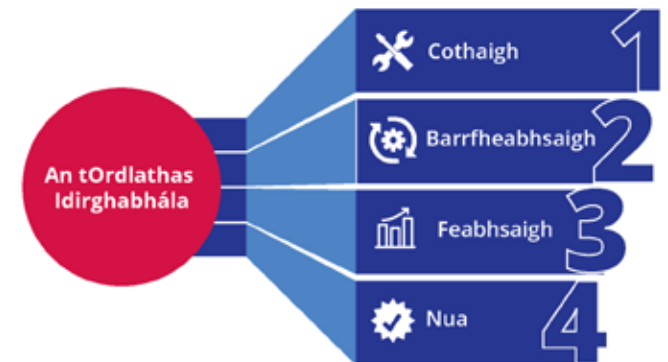 An tOrdlathas
Idirghabhála
Cothaigh 1
Barrfheabhsaigh 2
Feabhsaigh 3
Nua 4